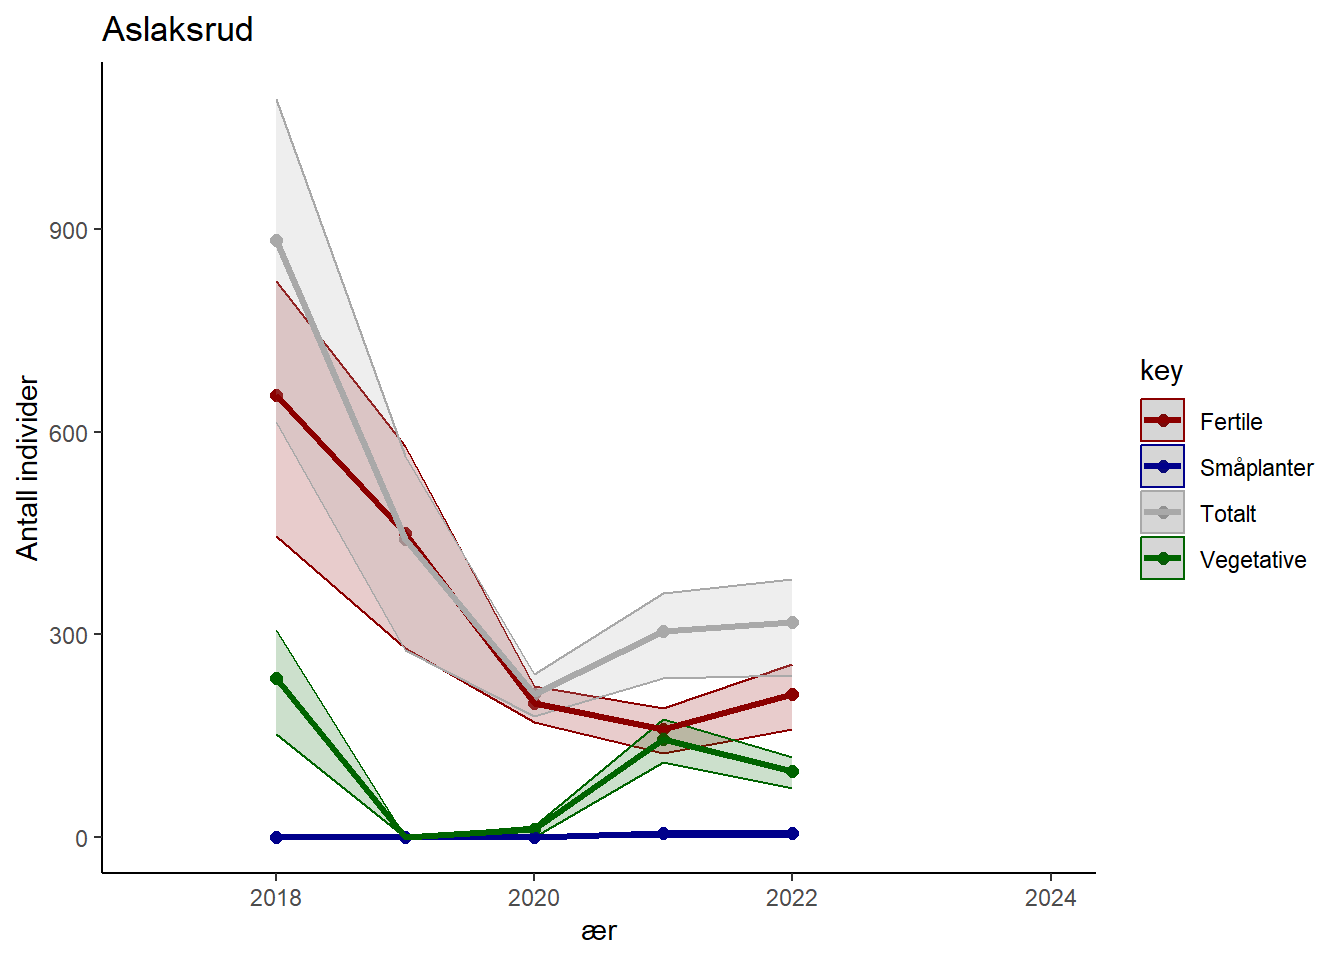 Aslaksrud
Antall individer
900
600
300
0
2018
2020
2022
2024
ær
key
Fertile
Småplanter
Totalt
Vegetative